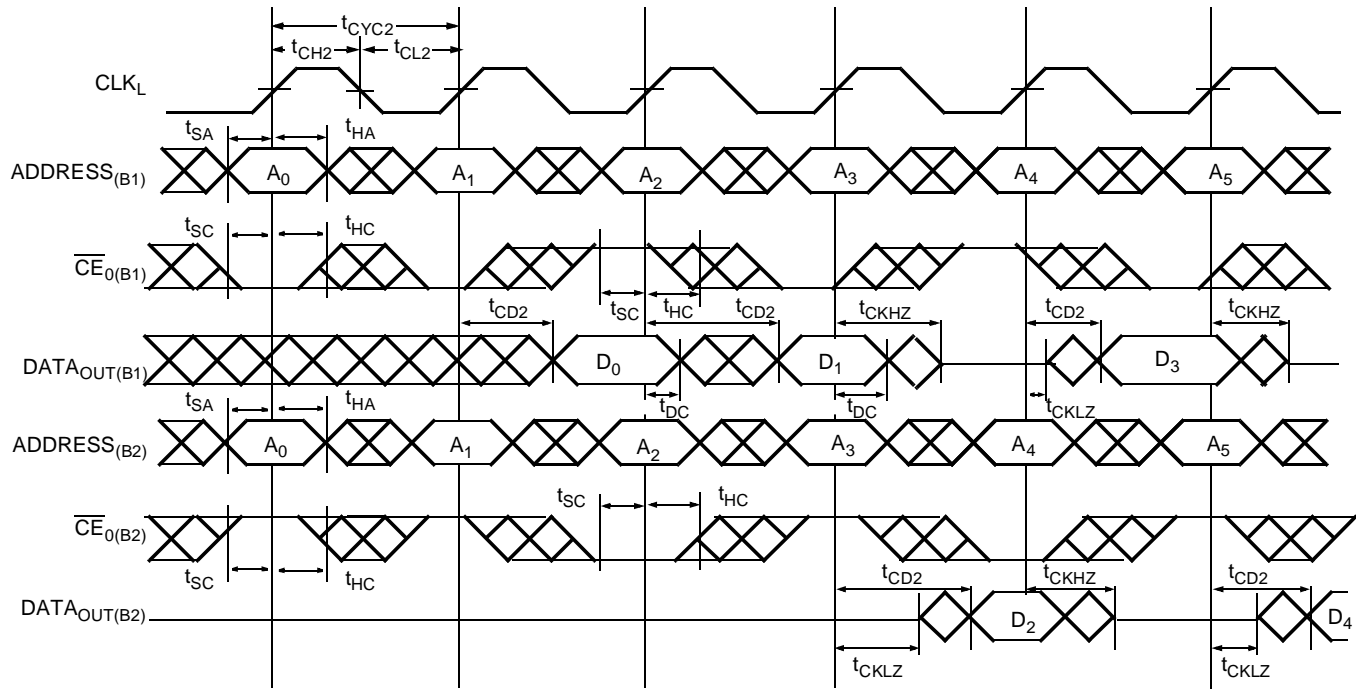 tCYC2
tCH2 tCL2
CLKL
tSA tHA
ADDRESS(B1) A0 A1 A2 A3 A4 A5
tSC tHC
CE0(B1)
tSC tHC
tCD2 tCD2 tCKHZ tCD2 tCKHZ
DATAOUT(B1) D0 D1 D3
tSA tHA tDC tDC tCKLZ
ADDRESS(B2) A0 A1 A2 A3 A4 A5
tSC tHC
CE0(B2)
tSC tHC tCD2 tCKHZ tCD2
DATAOUT(B2) D2 D4
tCKLZ tCKLZ